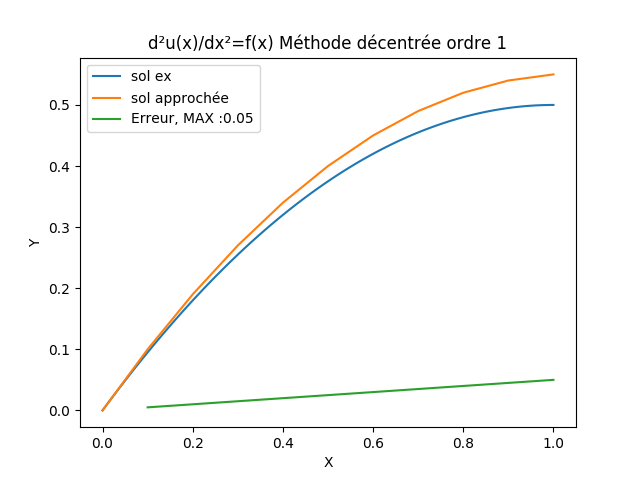 d²u(x)/dx²=f(x) Méthode décentrée ordre 1
sol ex
sol approchée
Erreur, MAX :0.05
0.5
0.4
0.3
0.2
0.1
0.0
Y
0.0 0.2 0.4 0.6 0.8 1.0
X